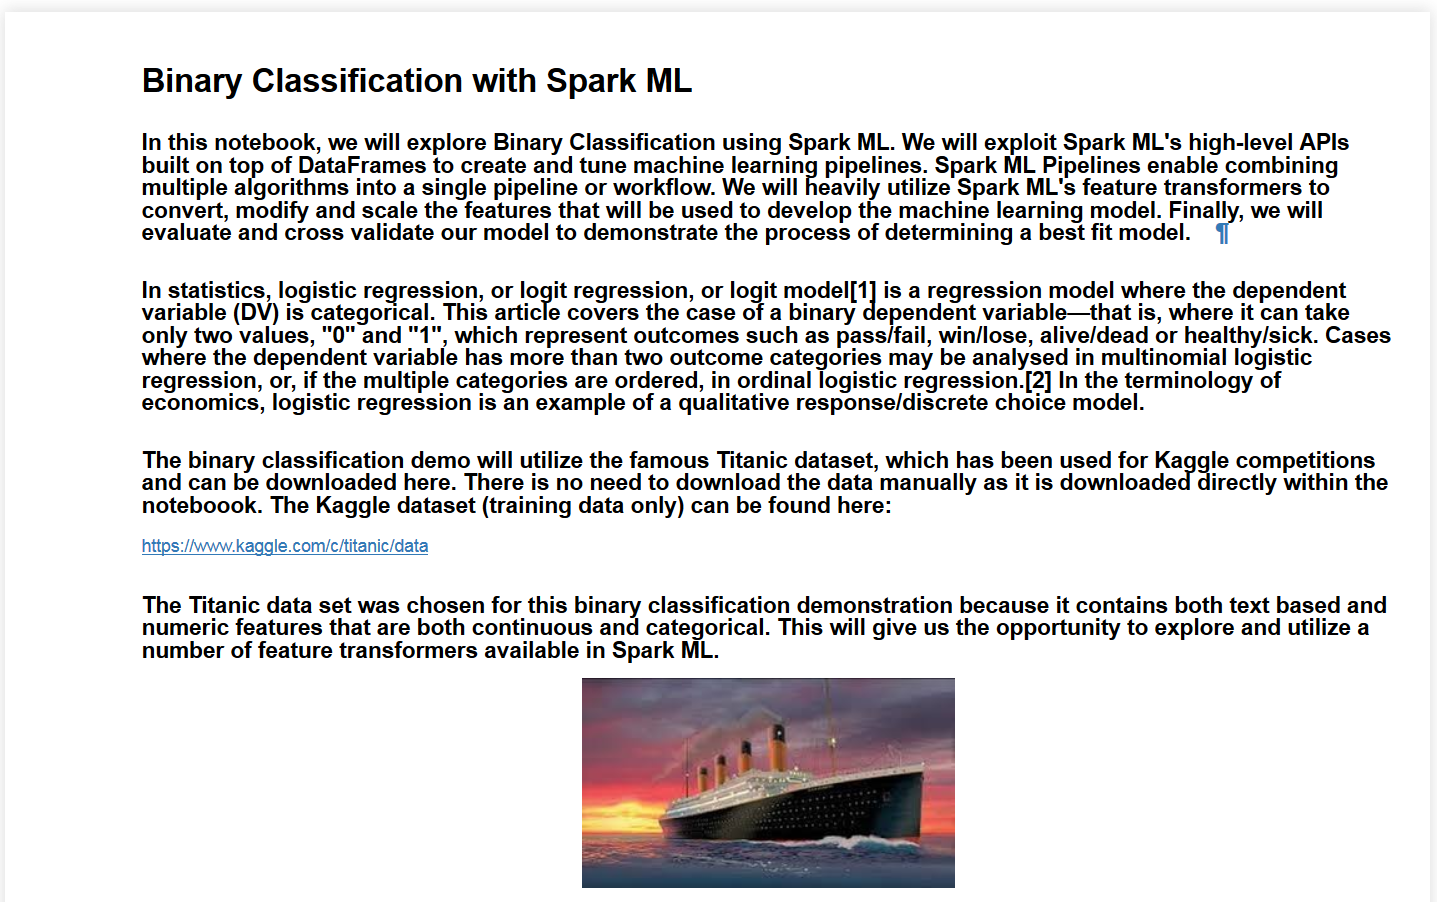 Binary Classification with Spark ML
In this notebook, we will explore Binary Classification using Spark ML. We will exploit Spark ML's high-level APIs
built on top of DataFrames to create and tune machine learning pipelines. Spark ML Pipelines enable combining
multiple algorithms into a single pipeline or workflow. We will heavily utilize Spark ML's feature transformers to
convert, modify and scale the features that will be used to develop the machine learning model. Finally, we will
evaluate and cross validate our model to demonstrate the process of determining a best fit model. ¶
In statistics, logistic regression, or logit regression, or logit model[1] is a regression model where the dependent
variable (DV) is categorical. This article covers the case of a binary dependent variable—that is, where it can take
only two values, "0" and "1", which represent outcomes such as pass/fail, win/lose, alive/dead or healthy/sick. Cases
where the dependent variable has more than two outcome categories may be analysed in multinomial logistic
regression, or, if the multiple categories are ordered, in ordinal logistic regression.[2] In the terminology of
economics, logistic regression is an example of a qualitative response/discrete choice model.
The binary classification demo will utilize the famous Titanic dataset, which has been used for Kaggle competitions
and can be downloaded here. There is no need to download the data manually as it is downloaded directly within the
noteboook. The Kaggle dataset (training data only) can be found here:
https://www.kaggle.com/c/titanic/data
The Titanic data set was chosen for this binary classification demonstration because it contains both text based and
numeric features that are both continuous and categorical. This will give us the opportunity to explore and utilize a
number of feature transformers available in Spark ML.